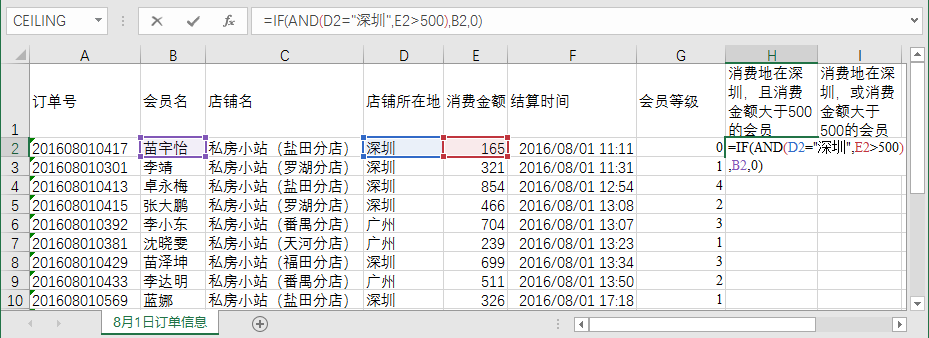 CEILING =IF(AND(D2="深圳",E2>500),B2,0)
A B C D E F G H I
1 订单号 会员名 店铺名 店铺所在地 消费金额 结算时间 会员等级 消费地在深圳，且消费金额大于500的会员 消费地在深圳，或消费金额大于500的会员
2 201608010417 苗宇怡 私房小站（盐田分店） 深圳 165 2016/08/01 11:11 0 =IF(AND(D2="深圳",E2>500),B2,0)
3 201608010301 李靖 私房小站（罗湖分店） 深圳 321 2016/08/01 11:31 1
4 201608010413 卓永梅 私房小站（盐田分店） 深圳 854 2016/08/01 12:54 4
5 201608010415 张大鹏 私房小站（罗湖分店） 深圳 466 2016/08/01 13:08 2
6 201608010392 李小东 私房小站（番禺分店） 广州 704 2016/08/01 13:07 3
7 201608010381 沈晓雯 私房小站（天河分店） 广州 239 2016/08/01 13:23 1
8 201608010429 苗泽坤 私房小站（福田分店） 深圳 699 2016/08/01 13:34 3
9 201608010433 李达明 私房小站（番禺分店） 广州 511 2016/08/01 13:50 2
10 201608010569 蓝娜 私房小站（盐田分店） 深圳 326 2016/08/01 17:18 1
8月1日订单信息